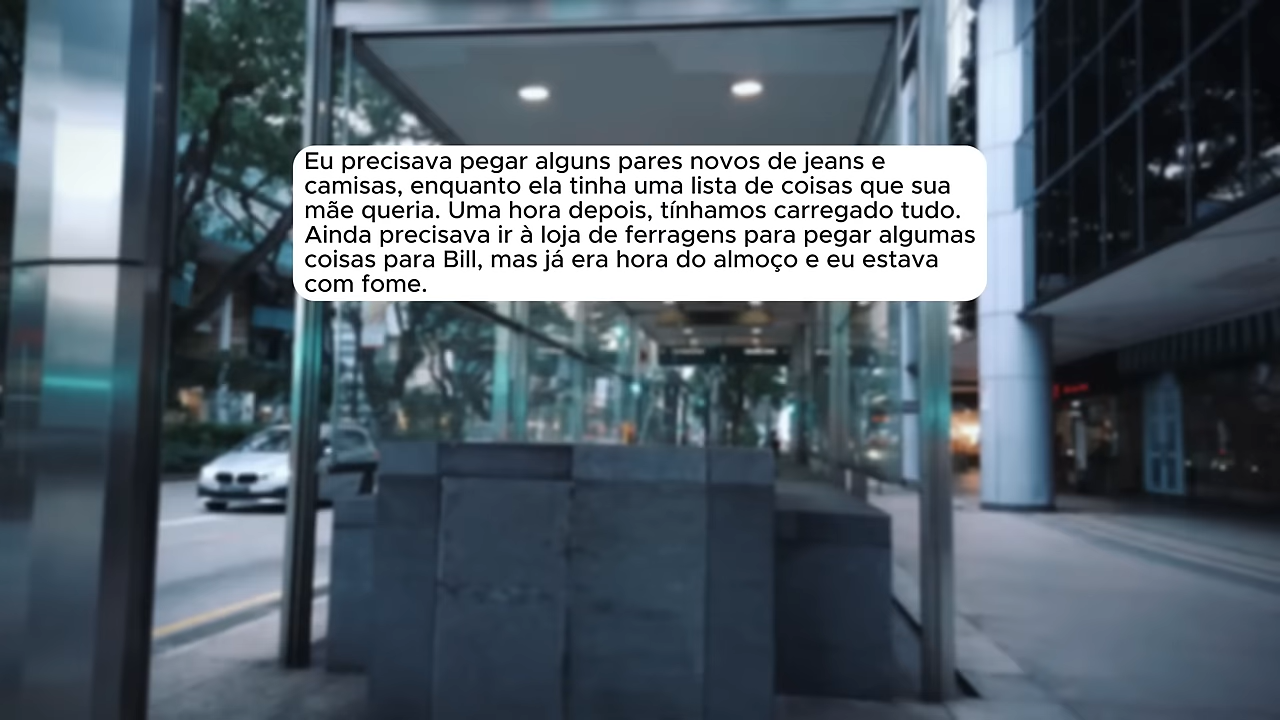 Eu precisava pegar alguns pares novos de jeans e
camisas, enquanto ela tinha uma lista de coisas que sua
mãe queria. Uma hora depois, tínhamos carregado tudo.
Ainda precisava ir à loja de ferragens para pegar algumas
coisas para Bill, mas já era hora do almoço e eu estava
com fome.